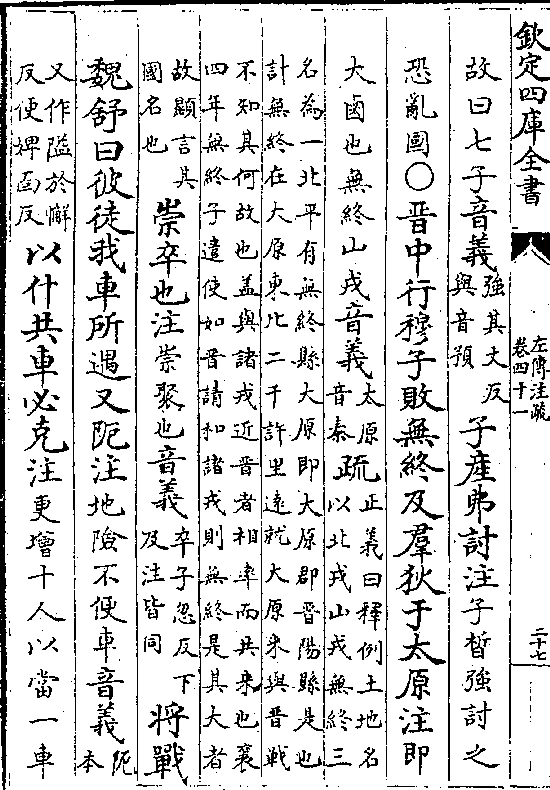 欽定四庫全書
左傳注疏
卷四十一
二十七
故曰七子音義強其丈反與音預子產弗討注子晳強討之
恐亂國○晉中行穆子敗無終及羣狄于太原注即
大鹵也無終山戎音義太原音泰疏正義曰釋例土地名以北戎山戎無終三
名為一北平有無終縣大原即大原郡晉陽縣是也
計無終在大原東北二千許里遠就大原來與晉戰
不知其何故也蓋與諸戎近晉者相率而共來也襄
四年無終子遣使如晉請和諸戎則無終是其大者
故顯言其國名也崇卒也注崇聚也音義卒子忽反下及注皆同將戰
魏舒曰彼徒我車所遇又阨注地險不便車音義阨本
又作隘於懈反便婢面反以什共車必克注更增十人以當一車